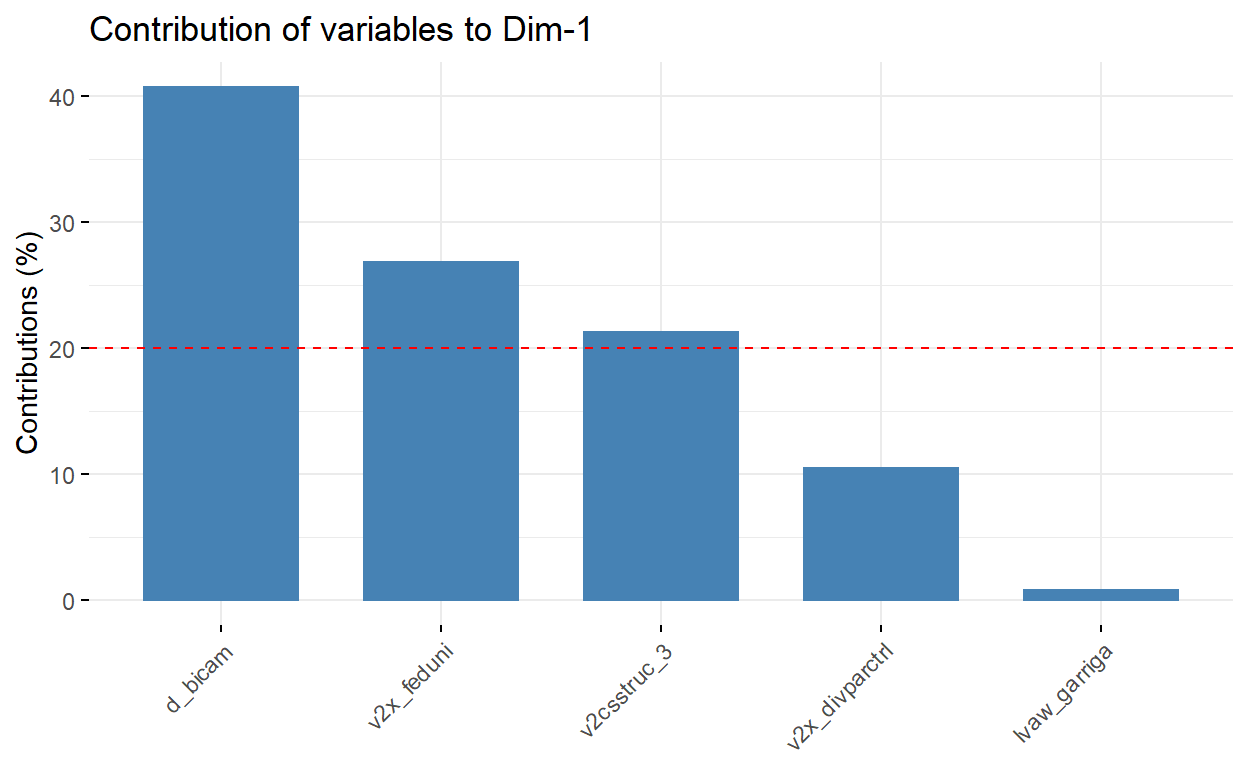 Contribution of variables to Dim-1
Contributions (%)
40
30
20
10
0
d_bicam
v2x_feduni
v2csstruc_3
v2x_divparctrl
lvaw_garriga